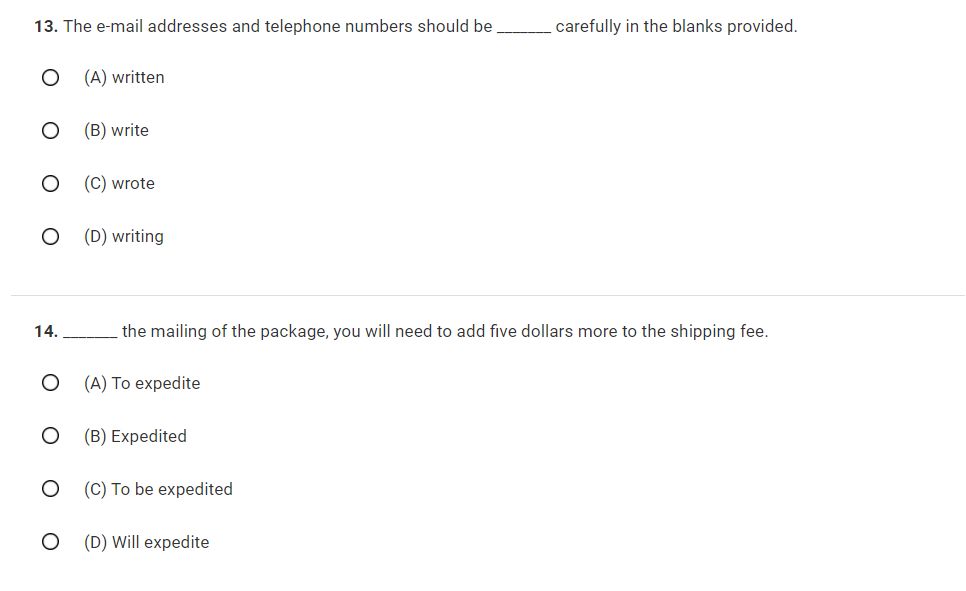 13. The e-mail addresses and telephone numbers should be _______ carefully in the blanks provided.
(A) written
(B) write
(C) wrote
(D) writing
14. _______ the mailing of the package, you will need to add five dollars more to the shipping fee.
(A) To expedite
(B) Expedited
(C) To be expedited
(D) Will expedite